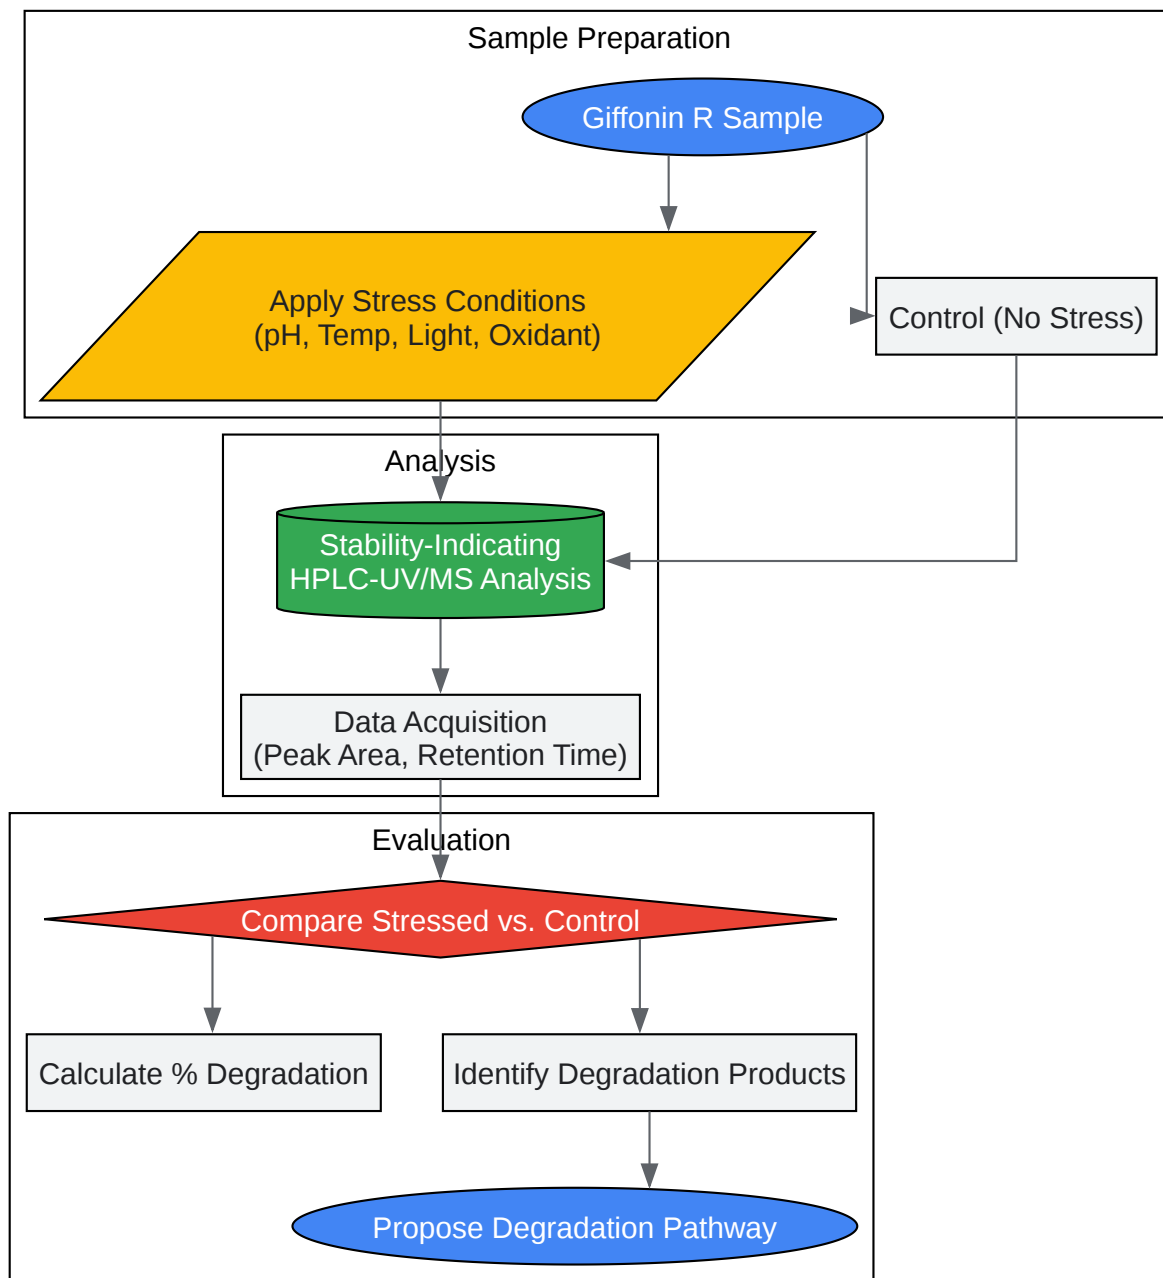 Sample Preparation
Giffonin R Sample
Apply Stress Conditions
(pH, Temp, Light, Oxidant)
Control (No Stress)
Analysis
Stability-Indicating
HPLC-UV/MS Analysis
Data Acquisition
(Peak Area, Retention Time)
Evaluation
Compare Stressed vs. Control
Calculate % Degradation
Identify Degradation Products
Propose Degradation Pathway